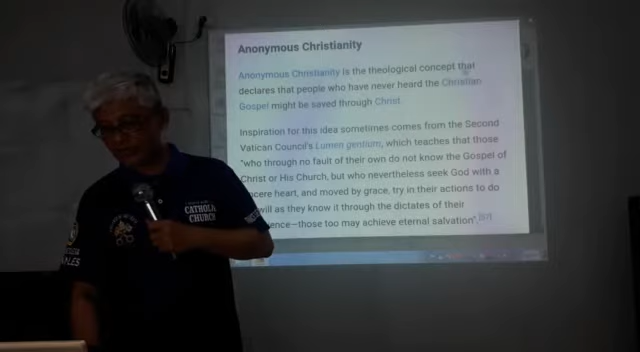 Anonymous Christianity
Anonymous Christianity is the theological concept that
declares that people who have never heard the Christian
Gospel might be saved through Christ.
Inspiration for this idea sometimes comes from the Second
Vatican Council's Lumen gentium, which teaches that those
"who through no fault of their own do not know the Gospel of
Christ or His Church, but who nevertheless seek God with a
ncere heart, and moved by grace, try in their actions to do
will as they know it through the dictates of their
ence—those too may achieve eternal salvation".
CATHOLIC
CHURCH